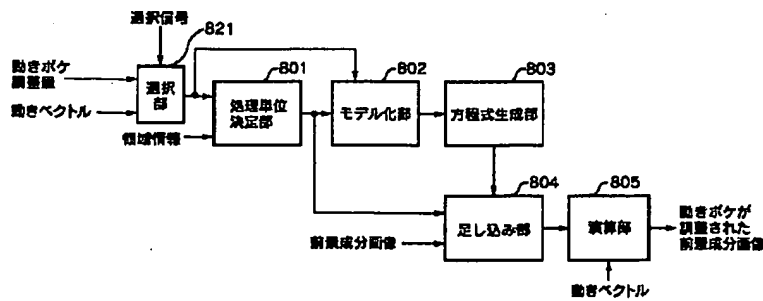 選択信号
821
動きボケ
調整量
動きベクトル
選択
部
801
処理単位
決定部
領域情報
802
モデル化部
803
方程式生成部
804
足し込み部
前景成分画像
805
演算部
動きベクトル
動きボケが
調整された
前景成分画像